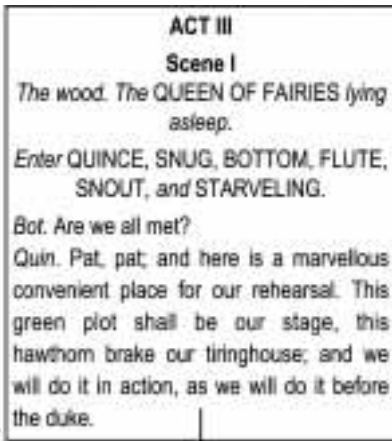 ACT III
Scene I
The wood. The QUEEN OF FAIRIES lying
asleep.
Enter QUINCE, SNUG, BOTTOM, FLUTE,
SNOUT, and STARVELING.
Bot. Are we all met?
Quin. Pat, pat; and here is a marvellous
convenient place for our rehearsal. This
green plot shall be our stage, this
hawthorn brake our tiringhouse; and we
will do it in action, as we will do it before
the duke.